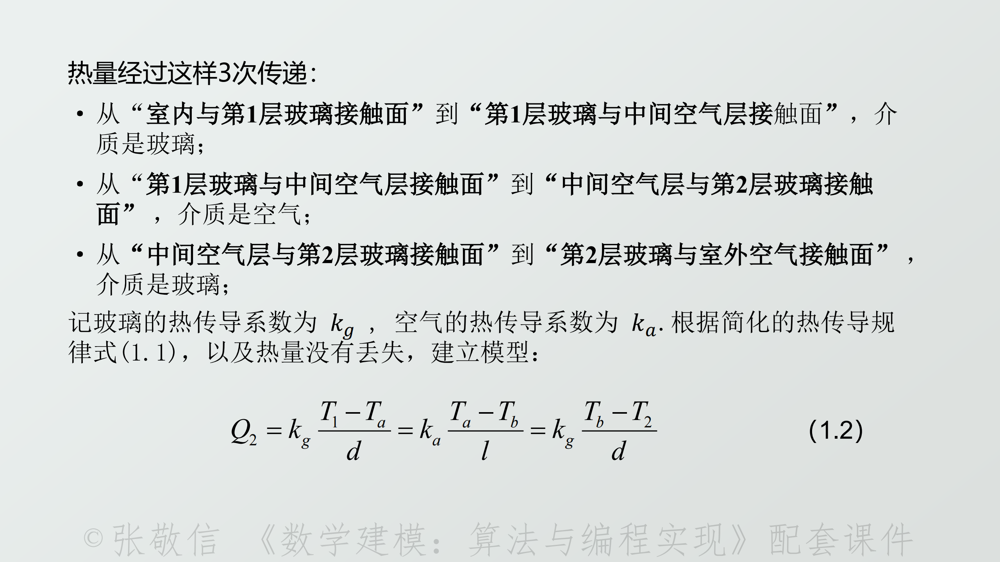 热量经过这样3次传递：
• 从“室内与第1层玻璃接触面”到“第1层玻璃与中间空气层接触面”，介
质是玻璃；
• 从“第1层玻璃与中间空气层接触面”到“中间空气层与第2层玻璃接触
面”，介质是空气；
• 从“中间空气层与第2层玻璃接触面”到“第2层玻璃与室外空气接触面”，
介质是玻璃；
记玻璃的热传导系数为 k_g ，空气的热传导系数为 k_a.根据简化的热传导规
律式(1.1)，以及热量没有丢失，建立模型：
Q_2 = k_g (T_1 − T_a)/d = k_a (T_a − T_b)/l = k_g (T_b − T_2)/d (1.2)
©张敬信 《数学建模：算法与编程实现》配套课件